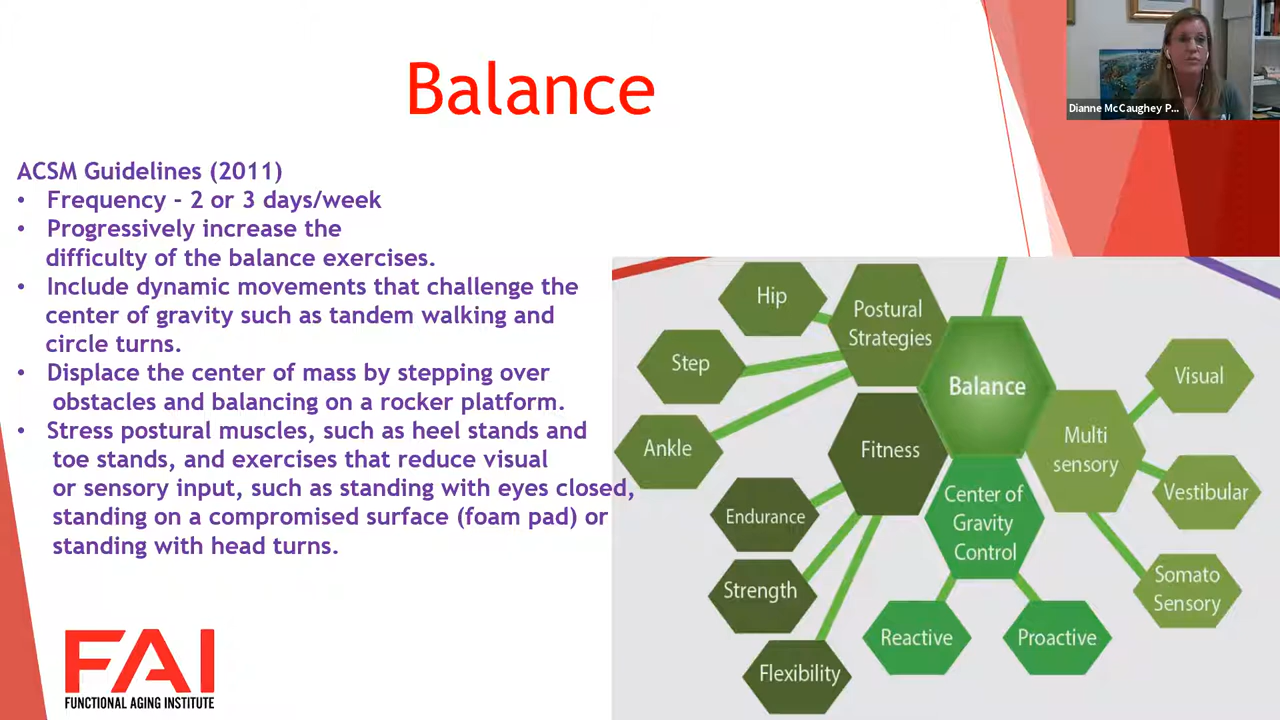 Balance
Dianne McCaughey P...
ACSM Guidelines (2011)
• Frequency - 2 or 3 days/week
• Progressively increase the
difficulty of the balance exercises.
• Include dynamic movements that challenge the
center of gravity such as tandem walking and
circle turns.
• Displace the center of mass by stepping over
obstacles and balancing on a rocker platform.
• Stress postural muscles, such as heel stands and
toe stands, and exercises that reduce visual
or sensory input, such as standing with eyes closed,
standing on a compromised surface (foam pad) or
standing with head turns.
Hip
Postural
Strategies
Step
Ankle
Balance
Fitness
Endurance
Strength
Flexibility
Center of
Gravity
Control
Reactive
Proactive
Multi
sensory
Visual
Vestibular
Somato
Sensory
FAI
FUNCTIONAL AGING INSTITUTE